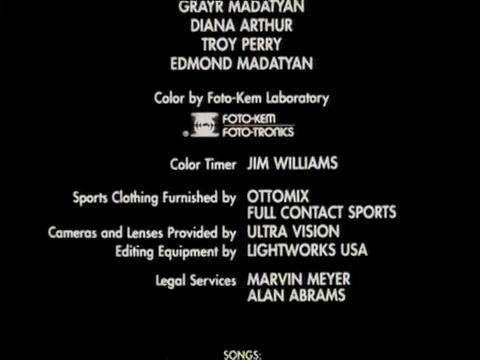 GRAYR MADATYAN
DIANA ARTHUR
TROY PERRY
EDMOND MADATYAN
Color by Foto-Kem Laboratory
FOTO-KEM
FOTO-TRONICS
Color Timer JIM WILLIAMS
Sports Clothing Furnished by OTTOMIX
FULL CONTACT SPORTS
Cameras and Lenses Provided by ULTRA VISION
Editing Equipment by LIGHTWORKS USA
Legal Services MARVIN MEYER
ALAN ABRAMS
SONGS: